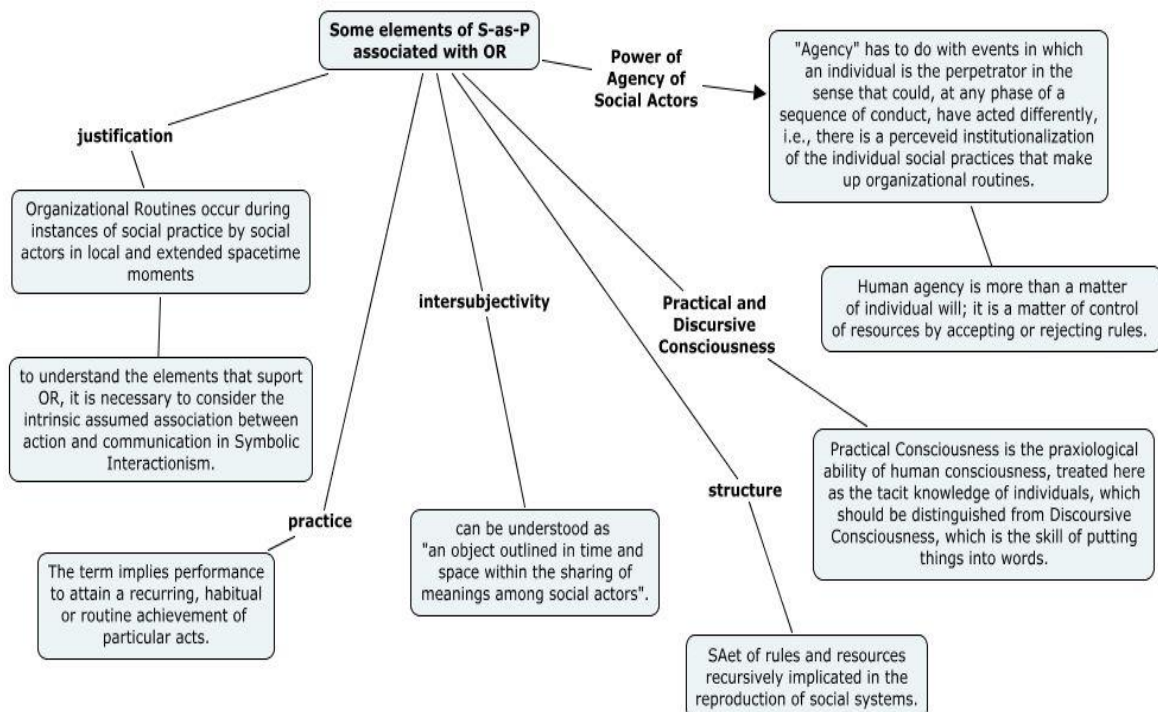 Some elements of S-as-P
associated with OR
Power of
Agency of
Social Actors
"Agency" has to do with events in which
an individual is the perpetrator in the
sense that could, at any phase of a
sequence of conduct, have acted differently,
i.e., there is a perceveid institutionalization
of the individual social practices that make
up organizational routines.
Human agency is more than a matter
of individual will; it is a matter of control
of resources by accepting or rejecting rules.
justification
Organizational Routines occur during
instances of social practice by social
actors in local and extended spacetime
moments
to understand the elements that suport
OR, it is necessary to consider the
intrinsic assumed association between
action and communication in Symbolic
Interactionism.
practice
The term implies performance
to attain a recurring, habitual
or routine achievement of
particular acts.
intersubjectivity
can be understood as
"an object outlined in time and
space within the sharing of
meanings among social actors".
structure
SAet of rules and resources
recursively implicated in the
reproduction of social systems.
Practical and
Discursive
Consciousness
Practical Consciousness is the praxiological
ability of human consciousness, treated here
as the tacit knowledge of individuals, which
should be distinguished from Discoursive
Consciousness, which is the skill of putting
things into words.